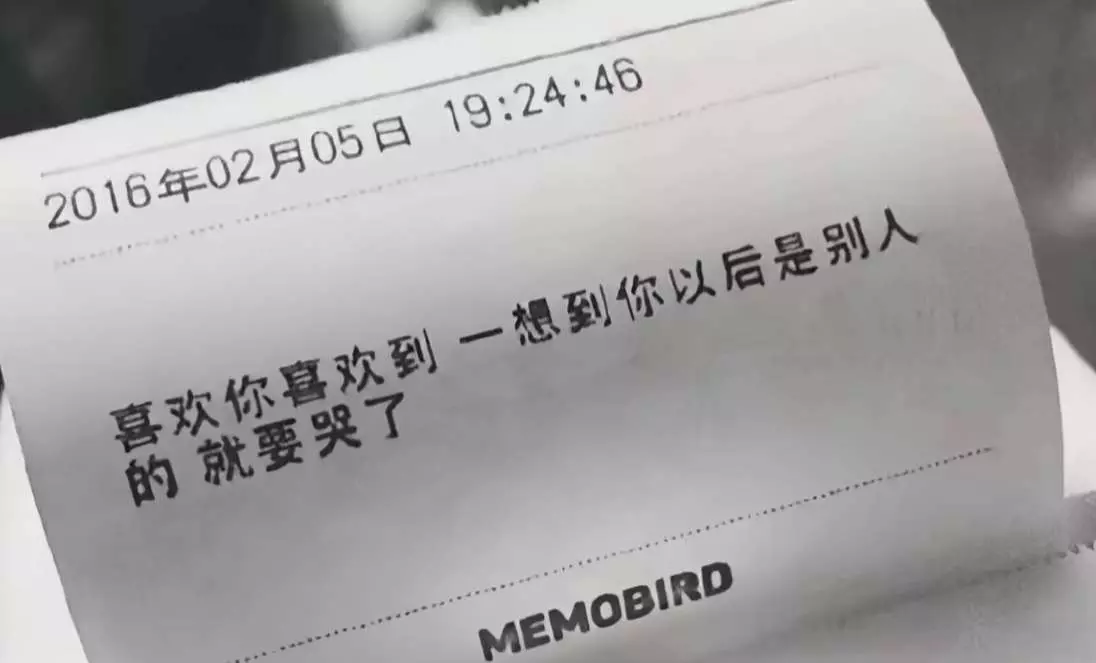 2016年02月05日 19:24:46
喜欢你喜欢到 一想到你以后是别人
的 就要哭了
MEMOBIRD